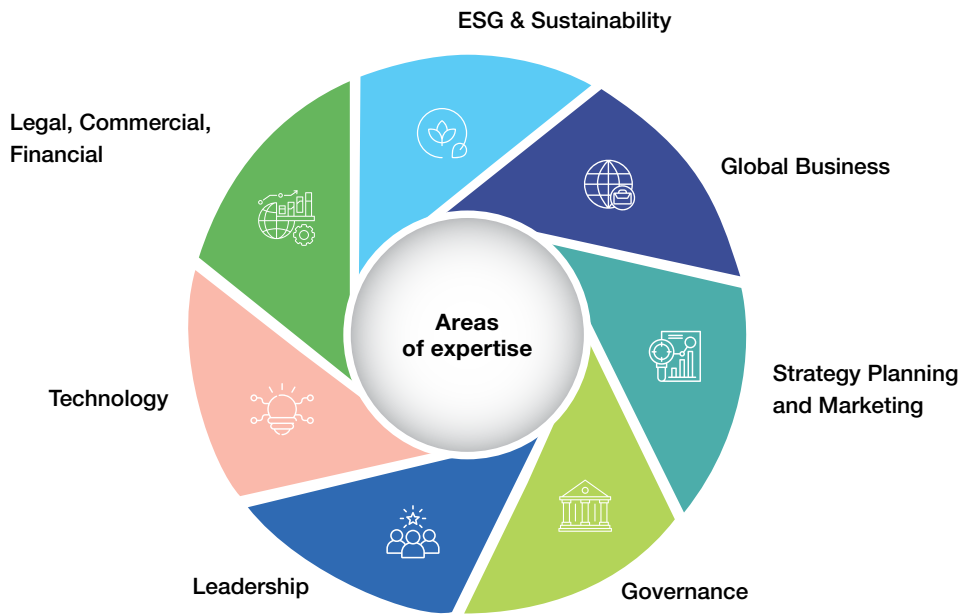 ESG & Sustainability
Legal, Commercial,
Financial
Global Business
Areas
of expertise
Strategy Planning
and Marketing
Technology
Leadership
Governance